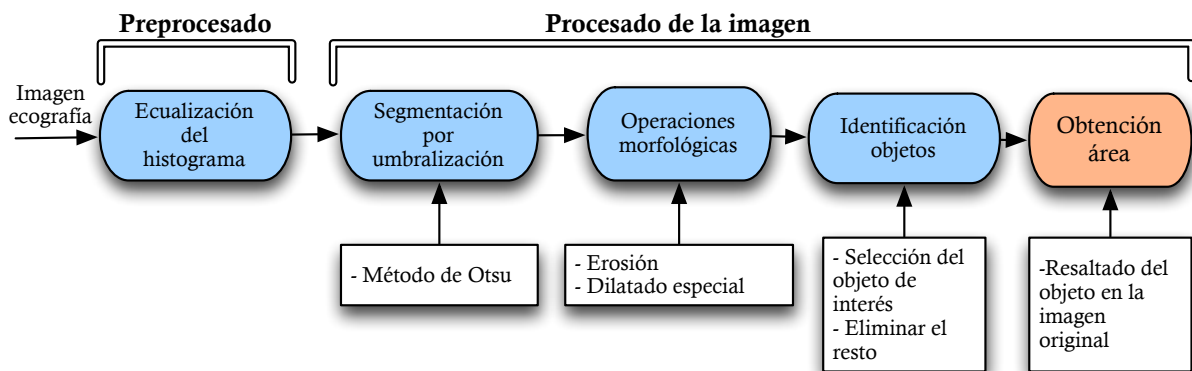 Preprocesado
Procesado de la imagen
Imagen
ecografía
Ecualización
del
histograma
Segmentación
por
umbralización
Operaciones
morfológicas
Identificación
objetos
Obtención
área
- Método de Otsu
- Erosión
- Dilatado especial
- Selección del
objeto de
interés
- Eliminar el
resto
-Resaltado del
objeto en la
imagen
original